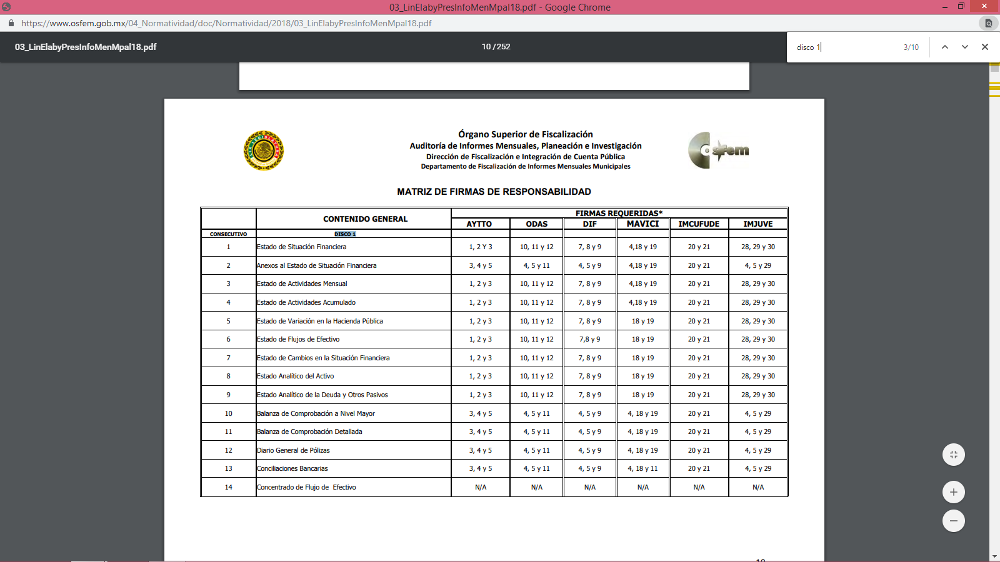 03_LinElabyPresInfoMenMpal18.pdf - Google Chrome
https://www.osfem.gob.mx/04_Normatividad/doc/Normatividad/2018/03_LinElabyPresInfoMenMpal18.pdf
03_LinElabyPresInfoMenMpal18.pdf 10 / 252 disco 1 3/10
Órgano Superior de Fiscalización
Auditoría de Informes Mensuales, Planeación e Investigación
Dirección de Fiscalización e Integración de Cuenta Pública
Departamento de Fiscalización de Informes Mensuales Municipales
osfem
MATRIZ DE FIRMAS DE RESPONSABILIDAD
CONTENIDO GENERAL FIRMAS REQUERIDAS*
AYTTO ODAS DIF MAVICI IMCUFUDE IMJUVE
CONSECUTIVO DISCO 1
1 Estado de Situación Financiera 1, 2 Y 3 10, 11 y 12 7, 8 y 9 4,18 y 19 20 y 21 28, 29 y 30
2 Anexos al Estado de Situación Financiera 3, 4 y 5 4, 5 y 11 4, 5 y 9 4,18 y 19 20 y 21 4, 5 y 29
3 Estado de Actividades Mensual 1, 2 y 3 10, 11 y 12 7, 8 y 9 4,18 y 19 20 y 21 28, 29 y 30
4 Estado de Actividades Acumulado 1, 2 y 3 10, 11 y 12 7, 8 y 9 4,18 y 19 20 y 21 28, 29 y 30
5 Estado de Variación en la Hacienda Pública 1, 2 y 3 10, 11 y 12 7, 8 y 9 18 y 19 20 y 21 28, 29 y 30
6 Estado de Flujos de Efectivo 1, 2 y 3 10, 11 y 12 7,8 y 9 18 y 19 20 y 21 28, 29 y 30
7 Estado de Cambios en la Situación Financiera 1, 2 y 3 10, 11 y 12 7, 8 y 9 18 y 19 20 y 21 28, 29 y 30
8 Estado Analítico del Activo 1, 2 y 3 10, 11 y 12 7, 8 y 9 18 y 19 20 y 21 28, 29 y 30
9 Estado Analítico de la Deuda y Otros Pasivos 1, 2 y 3 10, 11 y 12 7, 8 y 9 18 y 19 20 y 21 28, 29 y 30
10 Balanza de Comprobación a Nivel Mayor 3, 4 y 5 4, 5 y 11 4, 5 y 9 4, 18 y 19 20 y 21 4, 5 y 29
11 Balanza de Comprobación Detallada 3, 4 y 5 4, 5 y 11 4, 5 y 9 4, 18 y 19 20 y 21 4, 5 y 29
12 Diario General de Pólizas 3, 4 y 5 4, 5 y 11 4, 5 y 9 4, 18 y 19 20 y 21 4, 5 y 29
13 Conciliaciones Bancarias 3, 4 y 5 4, 5 y 11 4, 5 y 9 4, 18 y 11 20 y 21 4, 5 y 29
14 Concentrado de Flujo de Efectivo N/A N/A N/A N/A N/A N/A